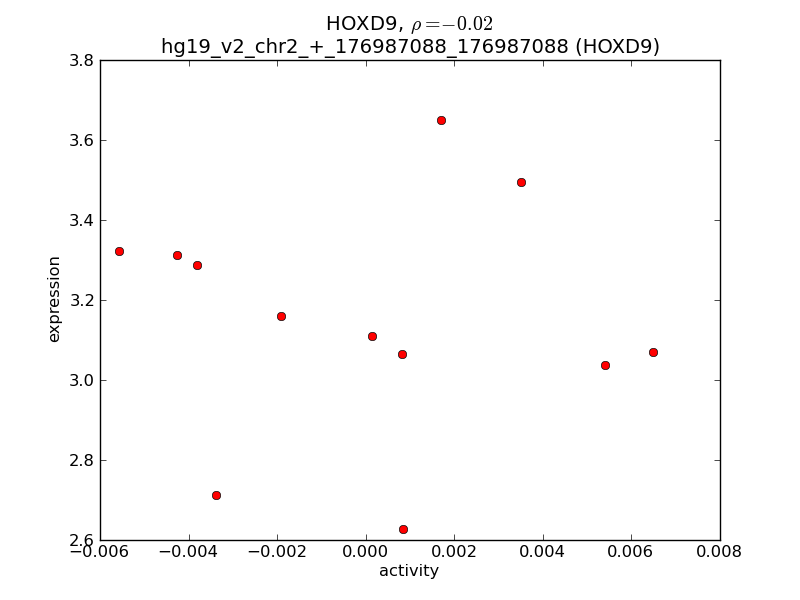 HOXD9, ρ = −0.02
hg19_v2_chr2_+_176987088_176987088 (HOXD9)
3.8
3.6
3.4
3.2
3.0
2.8
2.6
expression
−0.006 −0.004 −0.002 0.000 0.002 0.004 0.006 0.008
activity